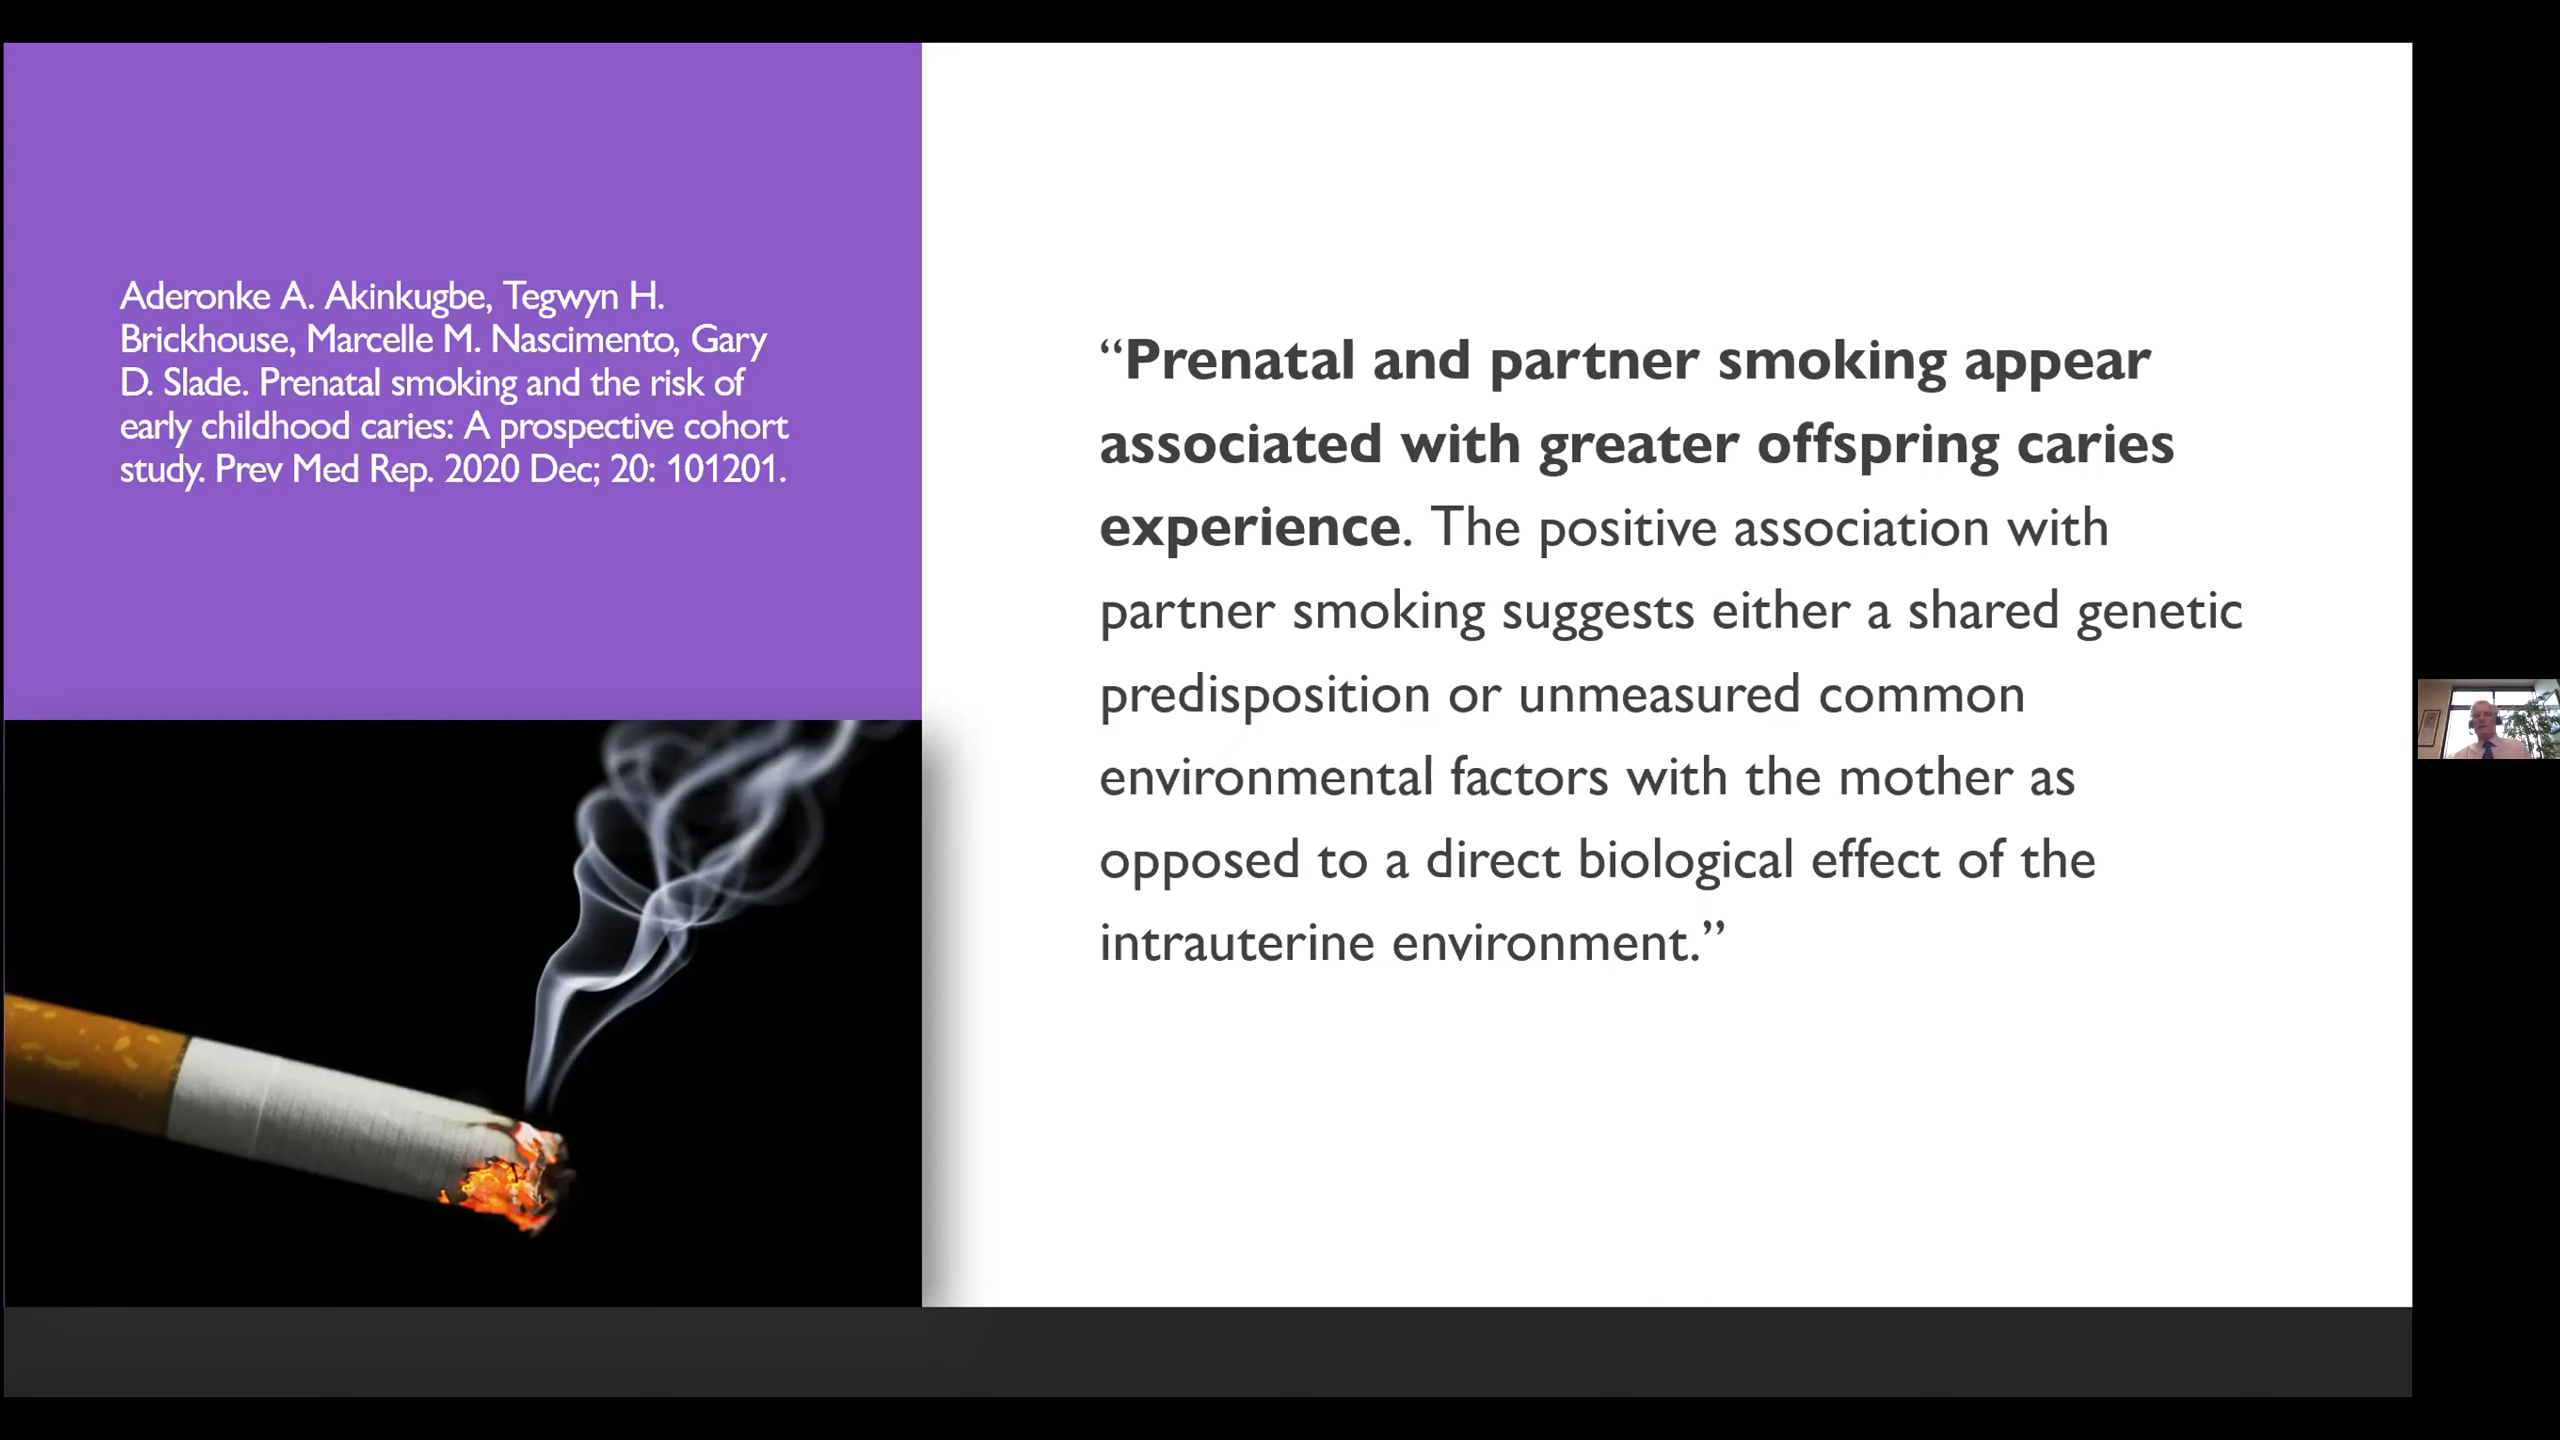 Aderonke A. Akinkugbe, Tegwyn H.
Brickhouse, Marcelle M. Nascimento, Gary
D. Slade. Prenatal smoking and the risk of
early childhood caries: A prospective cohort
study. Prev Med Rep. 2020 Dec; 20: 101201.
“Prenatal and partner smoking appear
associated with greater offspring caries
experience. The positive association with
partner smoking suggests either a shared genetic
predisposition or unmeasured common
environmental factors with the mother as
opposed to a direct biological effect of the
intrauterine environment.”